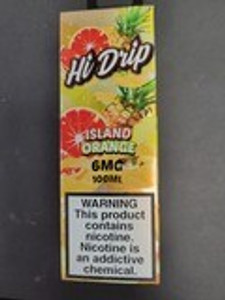 Hi Drip
ISLAND
ORANGE
6MG
100ML
WARNING
This product
contains
nicotine.
Nicotine is
an addictive
chemical.